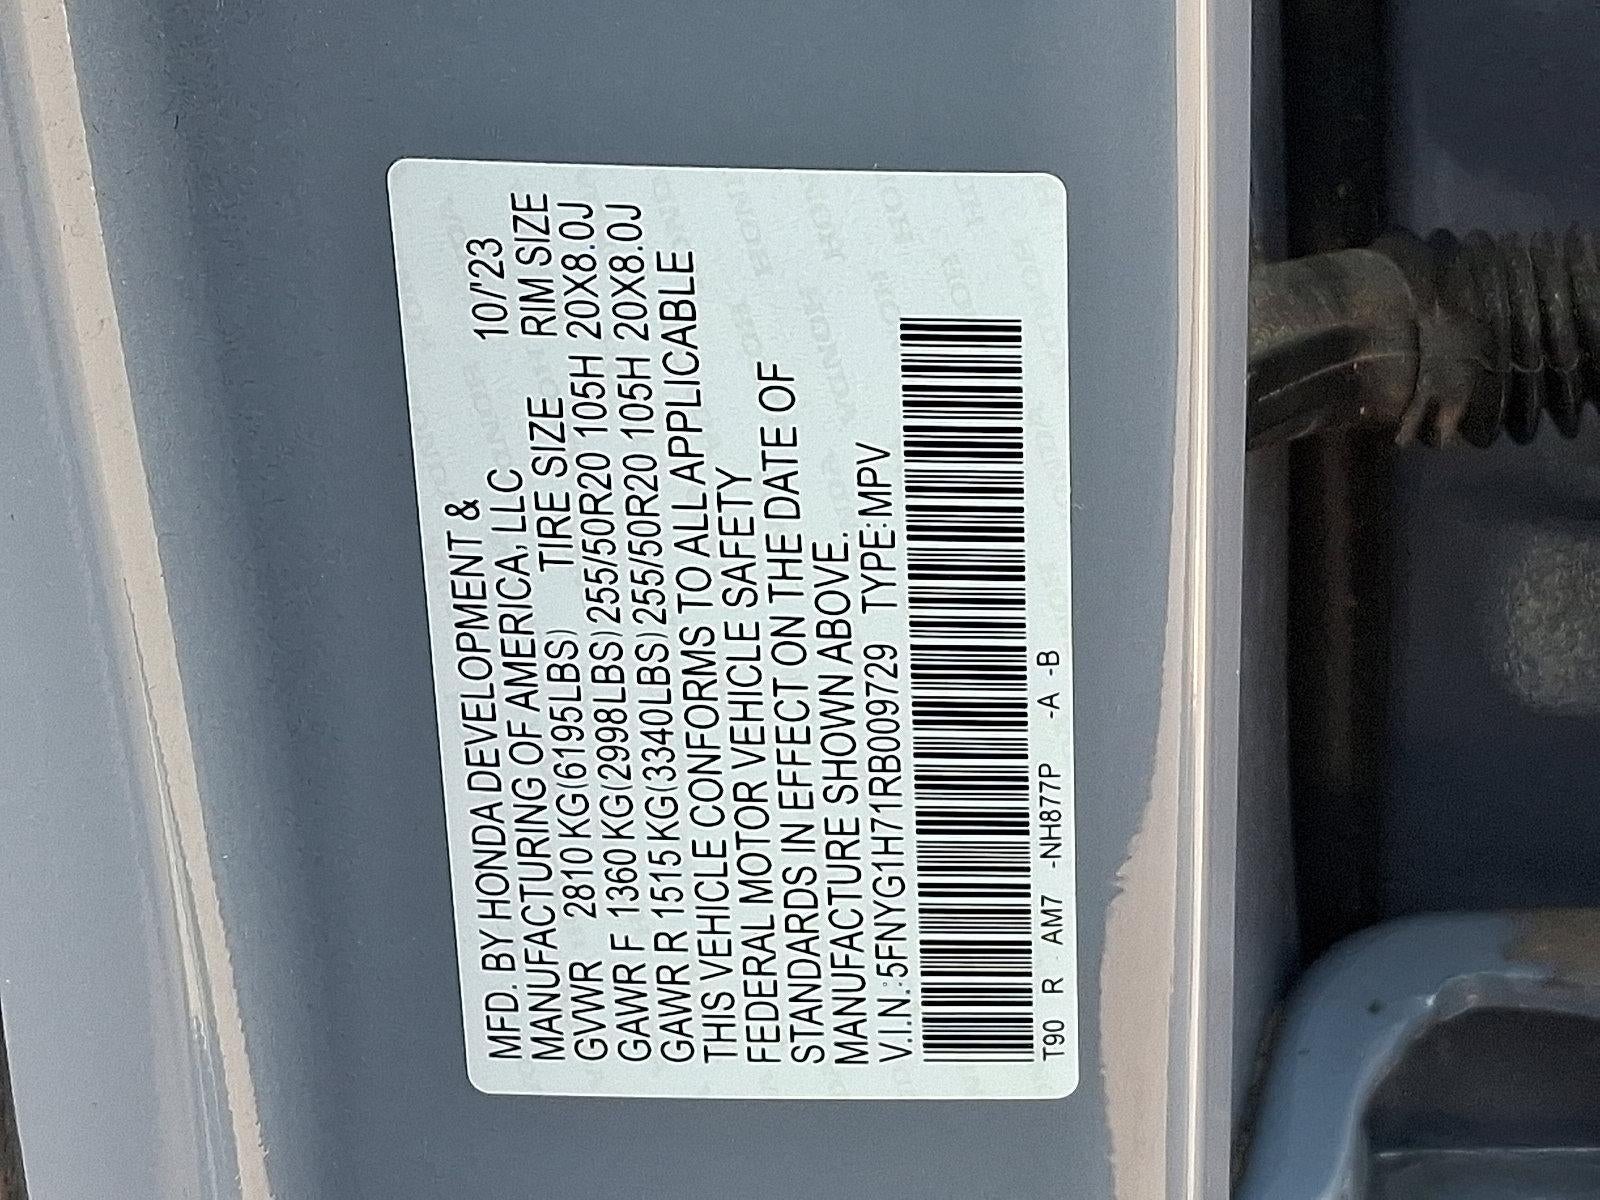 MFD. BY HONDA DEVELOPMENT & 10/'23
MANUFACTURING OF AMERICA, LLC RIM SIZE
TIRE SIZE
GVWR 2810 KG(6195LBS)
GAWR F 1360 KG(2998LBS) 255/50R20 105H 20X8.0J
GAWR R 1515 KG(3340LBS) 255/50R20 105H 20X8.0J
THIS VEHICLE CONFORMS TO ALL APPLICABLE
FEDERAL MOTOR VEHICLE SAFETY
STANDARDS IN EFFECT ON THE DATE OF
MANUFACTURE SHOWN ABOVE.
V.I.N.:5FNYG1H71RB009729 TYPE:MPV
T90 R AM7 -NH877P -A -B